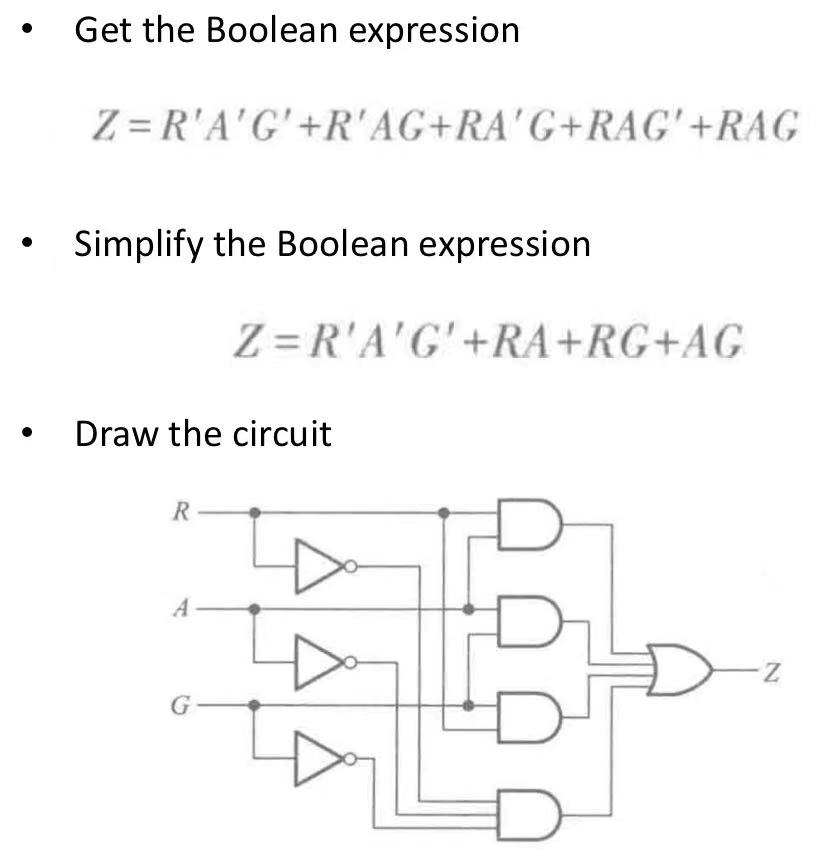 • Get the Boolean expression
Z = R'A'G'+R'AG+RA'G+RAG'+RAG
• Simplify the Boolean expression
Z = R'A'G'+RA+RG+AG
• Draw the circuit
R
A
Z
G